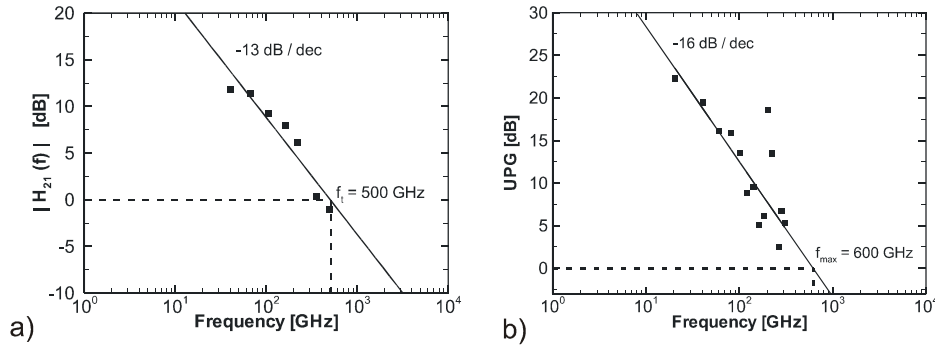 20
15
10
5
0
-5
-10
| H21 (f) | [dB]
-13 dB / dec
ft = 500 GHz
10^0 10^1 10^2 10^3 10^4
Frequency [GHz]
a)
30
25
20
15
10
5
0
UPG [dB]
-16 dB / dec
fmax = 600 GHz
10^0 10^1 10^2 10^3 10^4
Frequency [GHz]
b)